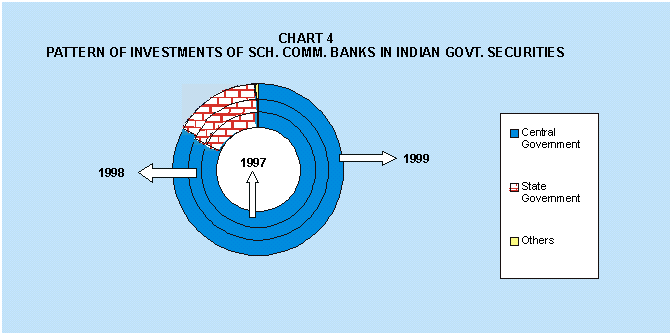 CHART 4
PATTERN OF INVESTMENTS OF SCH. COMM. BANKS IN INDIAN GOVT. SECURITIES
1997
1998
1999
Central
Government
State
Government
Others